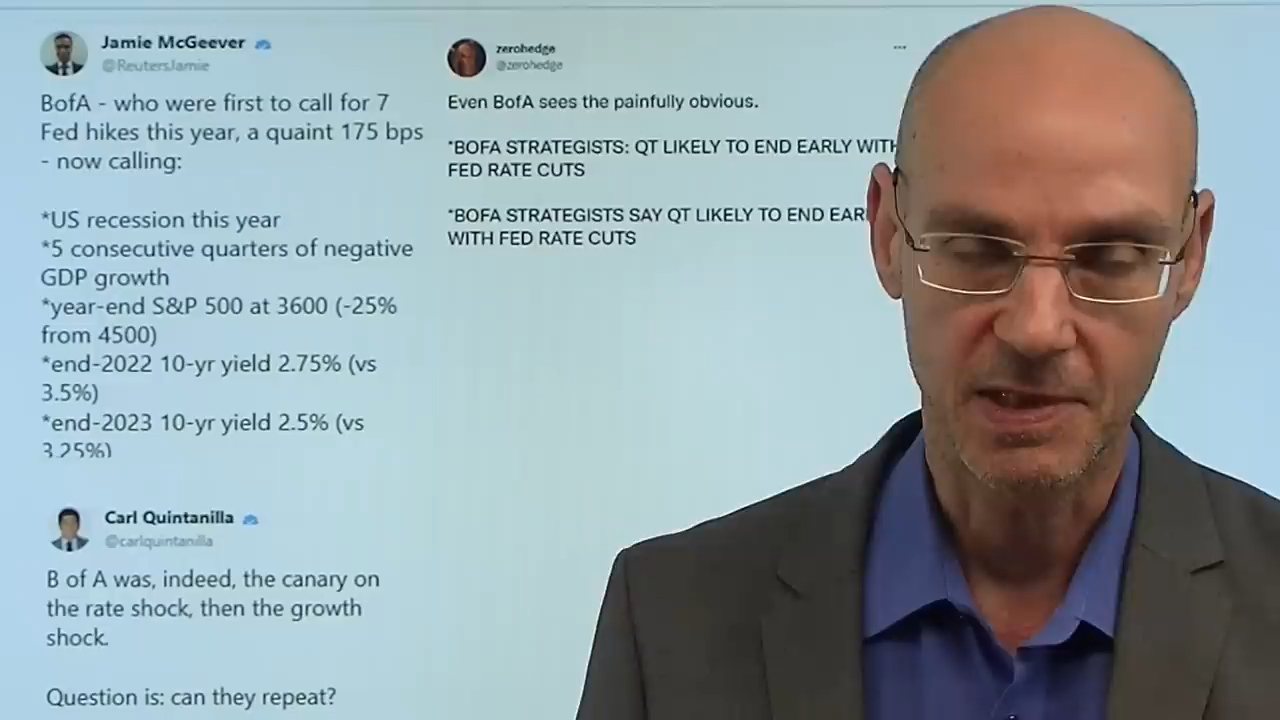 Jamie McGeever
@ReutersJamie
BofA - who were first to call for 7
Fed hikes this year, a quaint 175 bps
- now calling:
*US recession this year
*5 consecutive quarters of negative
GDP growth
*year-end S&P 500 at 3600 (-25%
from 4500)
*end-2022 10-yr yield 2.75% (vs
3.5%)
*end-2023 10-yr yield 2.5% (vs
3.25%)
Carl Quintanilla
@carlquintanilla
B of A was, indeed, the canary on
the rate shock, then the growth
shock.
Question is: can they repeat?
zerohedge
@zerohedge
...
Even BofA sees the painfully obvious.
*BOFA STRATEGISTS: QT LIKELY TO END EARLY WITH
FED RATE CUTS
*BOFA STRATEGISTS SAY QT LIKELY TO END EARL
WITH FED RATE CUTS